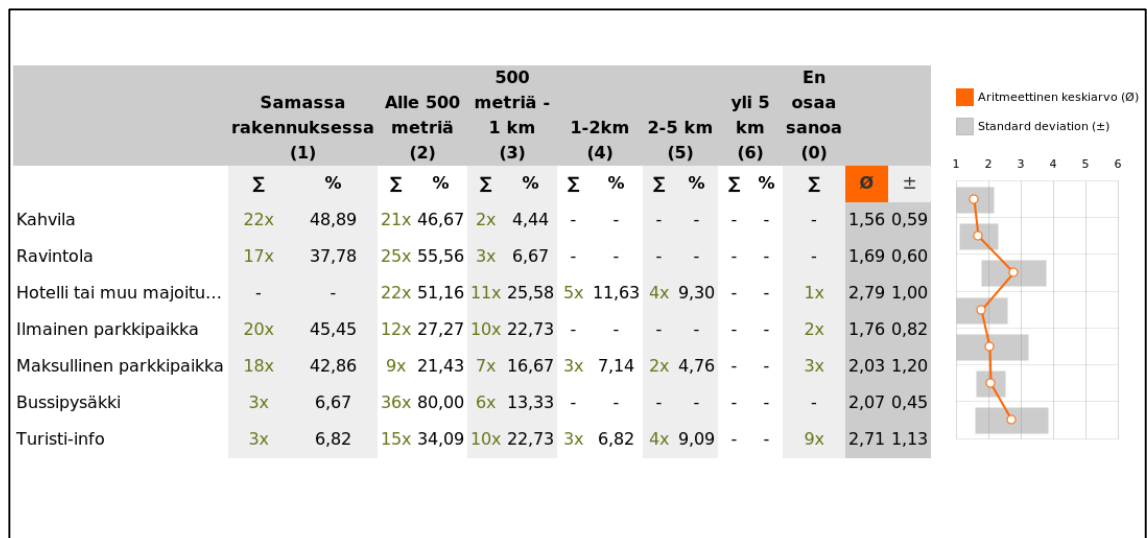 500 En
Samassa Alle 500 metriä - yli 5 osaa
rakennuksessa metriä 1 km 1-2km 2-5 km km sanoa
(1) (2) (3) (4) (5) (6) (0)
Σ % Σ % Σ % Σ % Σ % Σ % Σ Ø ±
Kahvila 22x 48,89 21x 46,67 2x 4,44 - - - - - - - 1,56 0,59
Ravintola 17x 37,78 25x 55,56 3x 6,67 - - - - - - - 1,69 0,60
Hotelli tai muu majoitu... - - 22x 51,16 11x 25,58 5x 11,63 4x 9,30 - - 1x 2,79 1,00
Ilmainen parkkipaikka 20x 45,45 12x 27,27 10x 22,73 - - - - - - 2x 1,76 0,82
Maksullinen parkkipaikka 18x 42,86 9x 21,43 7x 16,67 3x 7,14 2x 4,76 - - 3x 2,03 1,20
Bussipysäkki 3x 6,67 36x 80,00 6x 13,33 - - - - - - - 2,07 0,45
Turisti-info 3x 6,82 15x 34,09 10x 22,73 3x 6,82 4x 9,09 - - 9x 2,71 1,13
Aritmeettinen keskiarvo (Ø)
Standard deviation (±)
1 2 3 4 5 6